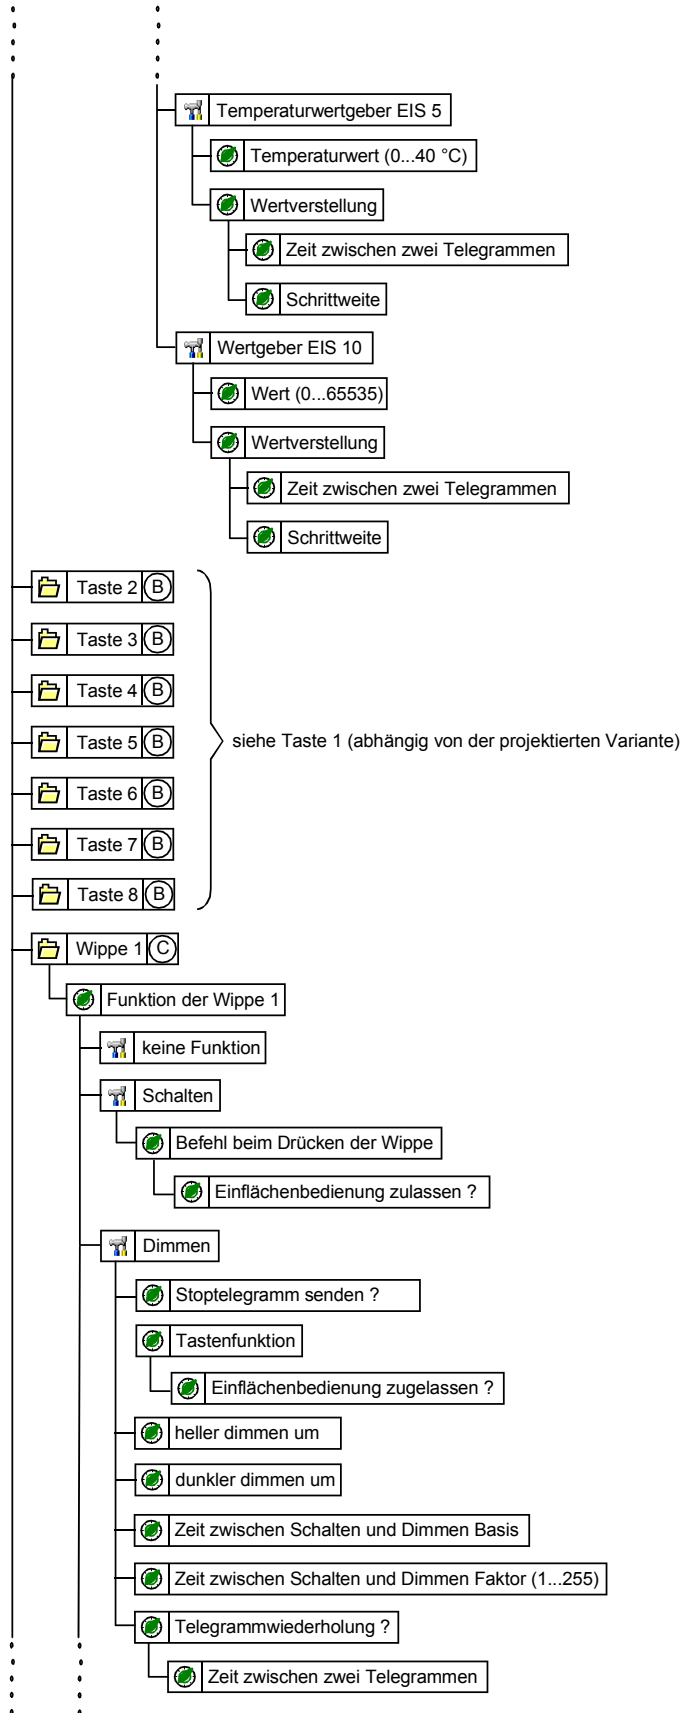 Temperaturwertgeber EIS 5
Temperaturwert (0...40 °C)
Wertverstellung
Zeit zwischen zwei Telegrammen
Schrittweite
Wertgeber EIS 10
Wert (0...65535)
Wertverstellung
Zeit zwischen zwei Telegrammen
Schrittweite
Taste 2 B
Taste 3 B
Taste 4 B
Taste 5 B
siehe Taste 1 (abhängig von der projektierten Variante)
Taste 6 B
Taste 7 B
Taste 8 B
Wippe 1 C
Funktion der Wippe 1
keine Funktion
Schalten
Befehl beim Drücken der Wippe
Einflächenbedienung zulassen ?
Dimmen
Stoptelegramm senden ?
Tastenfunktion
Einflächenbedienung zugelassen ?
heller dimmen um
dunkler dimmen um
Zeit zwischen Schalten und Dimmen Basis
Zeit zwischen Schalten und Dimmen Faktor (1...255)
Telegrammwiederholung ?
Zeit zwischen zwei Telegrammen